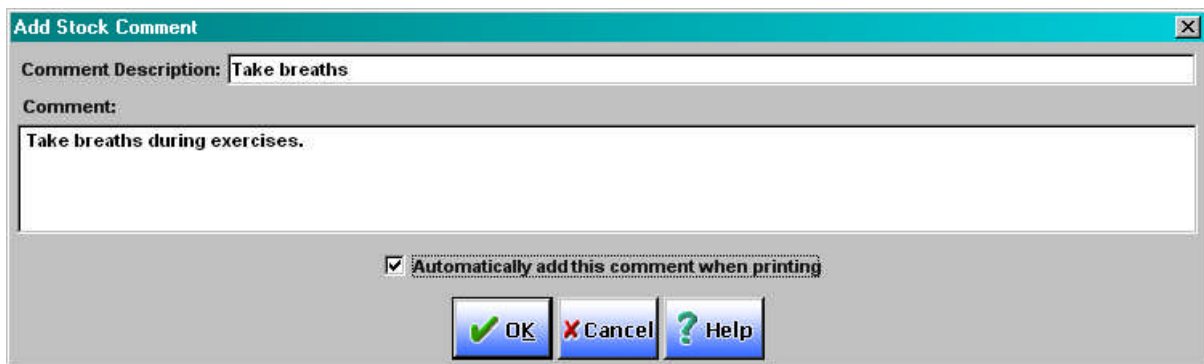 Add Stock Comment
Comment Description: Take breaths
Comment:
Take breaths during exercises.
Automatically add this comment when printing
OK Cancel Help